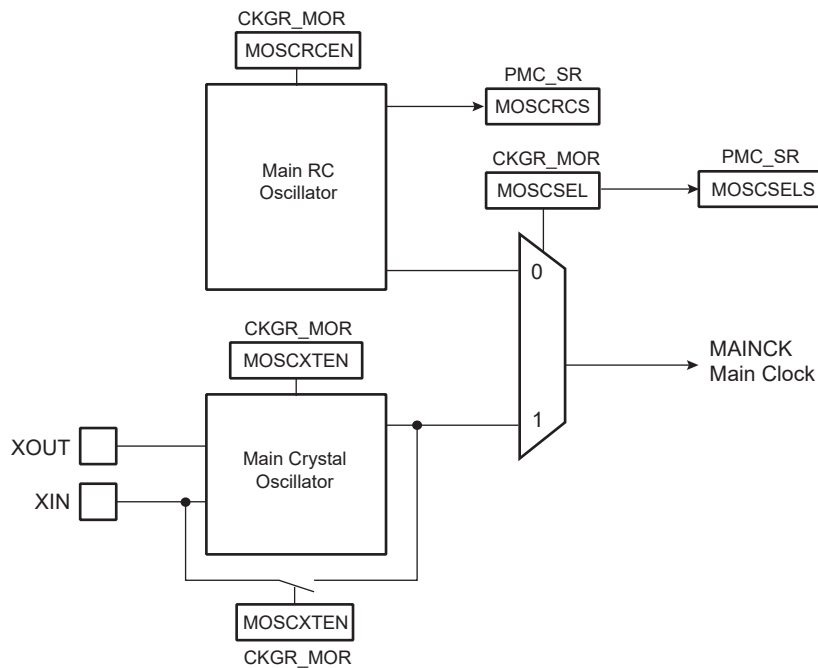 CKGR_MOR
MOSCRCEN
PMC_SR
MOSCRCS
Main RC
Oscillator
CKGR_MOR
MOSCSEL
PMC_SR
MOSCSELS
0
CKGR_MOR
MOSCXTEN
MAINCK
Main Clock
1
XOUT
Main Crystal
Oscillator
XIN
MOSCXTEN
CKGR_MOR